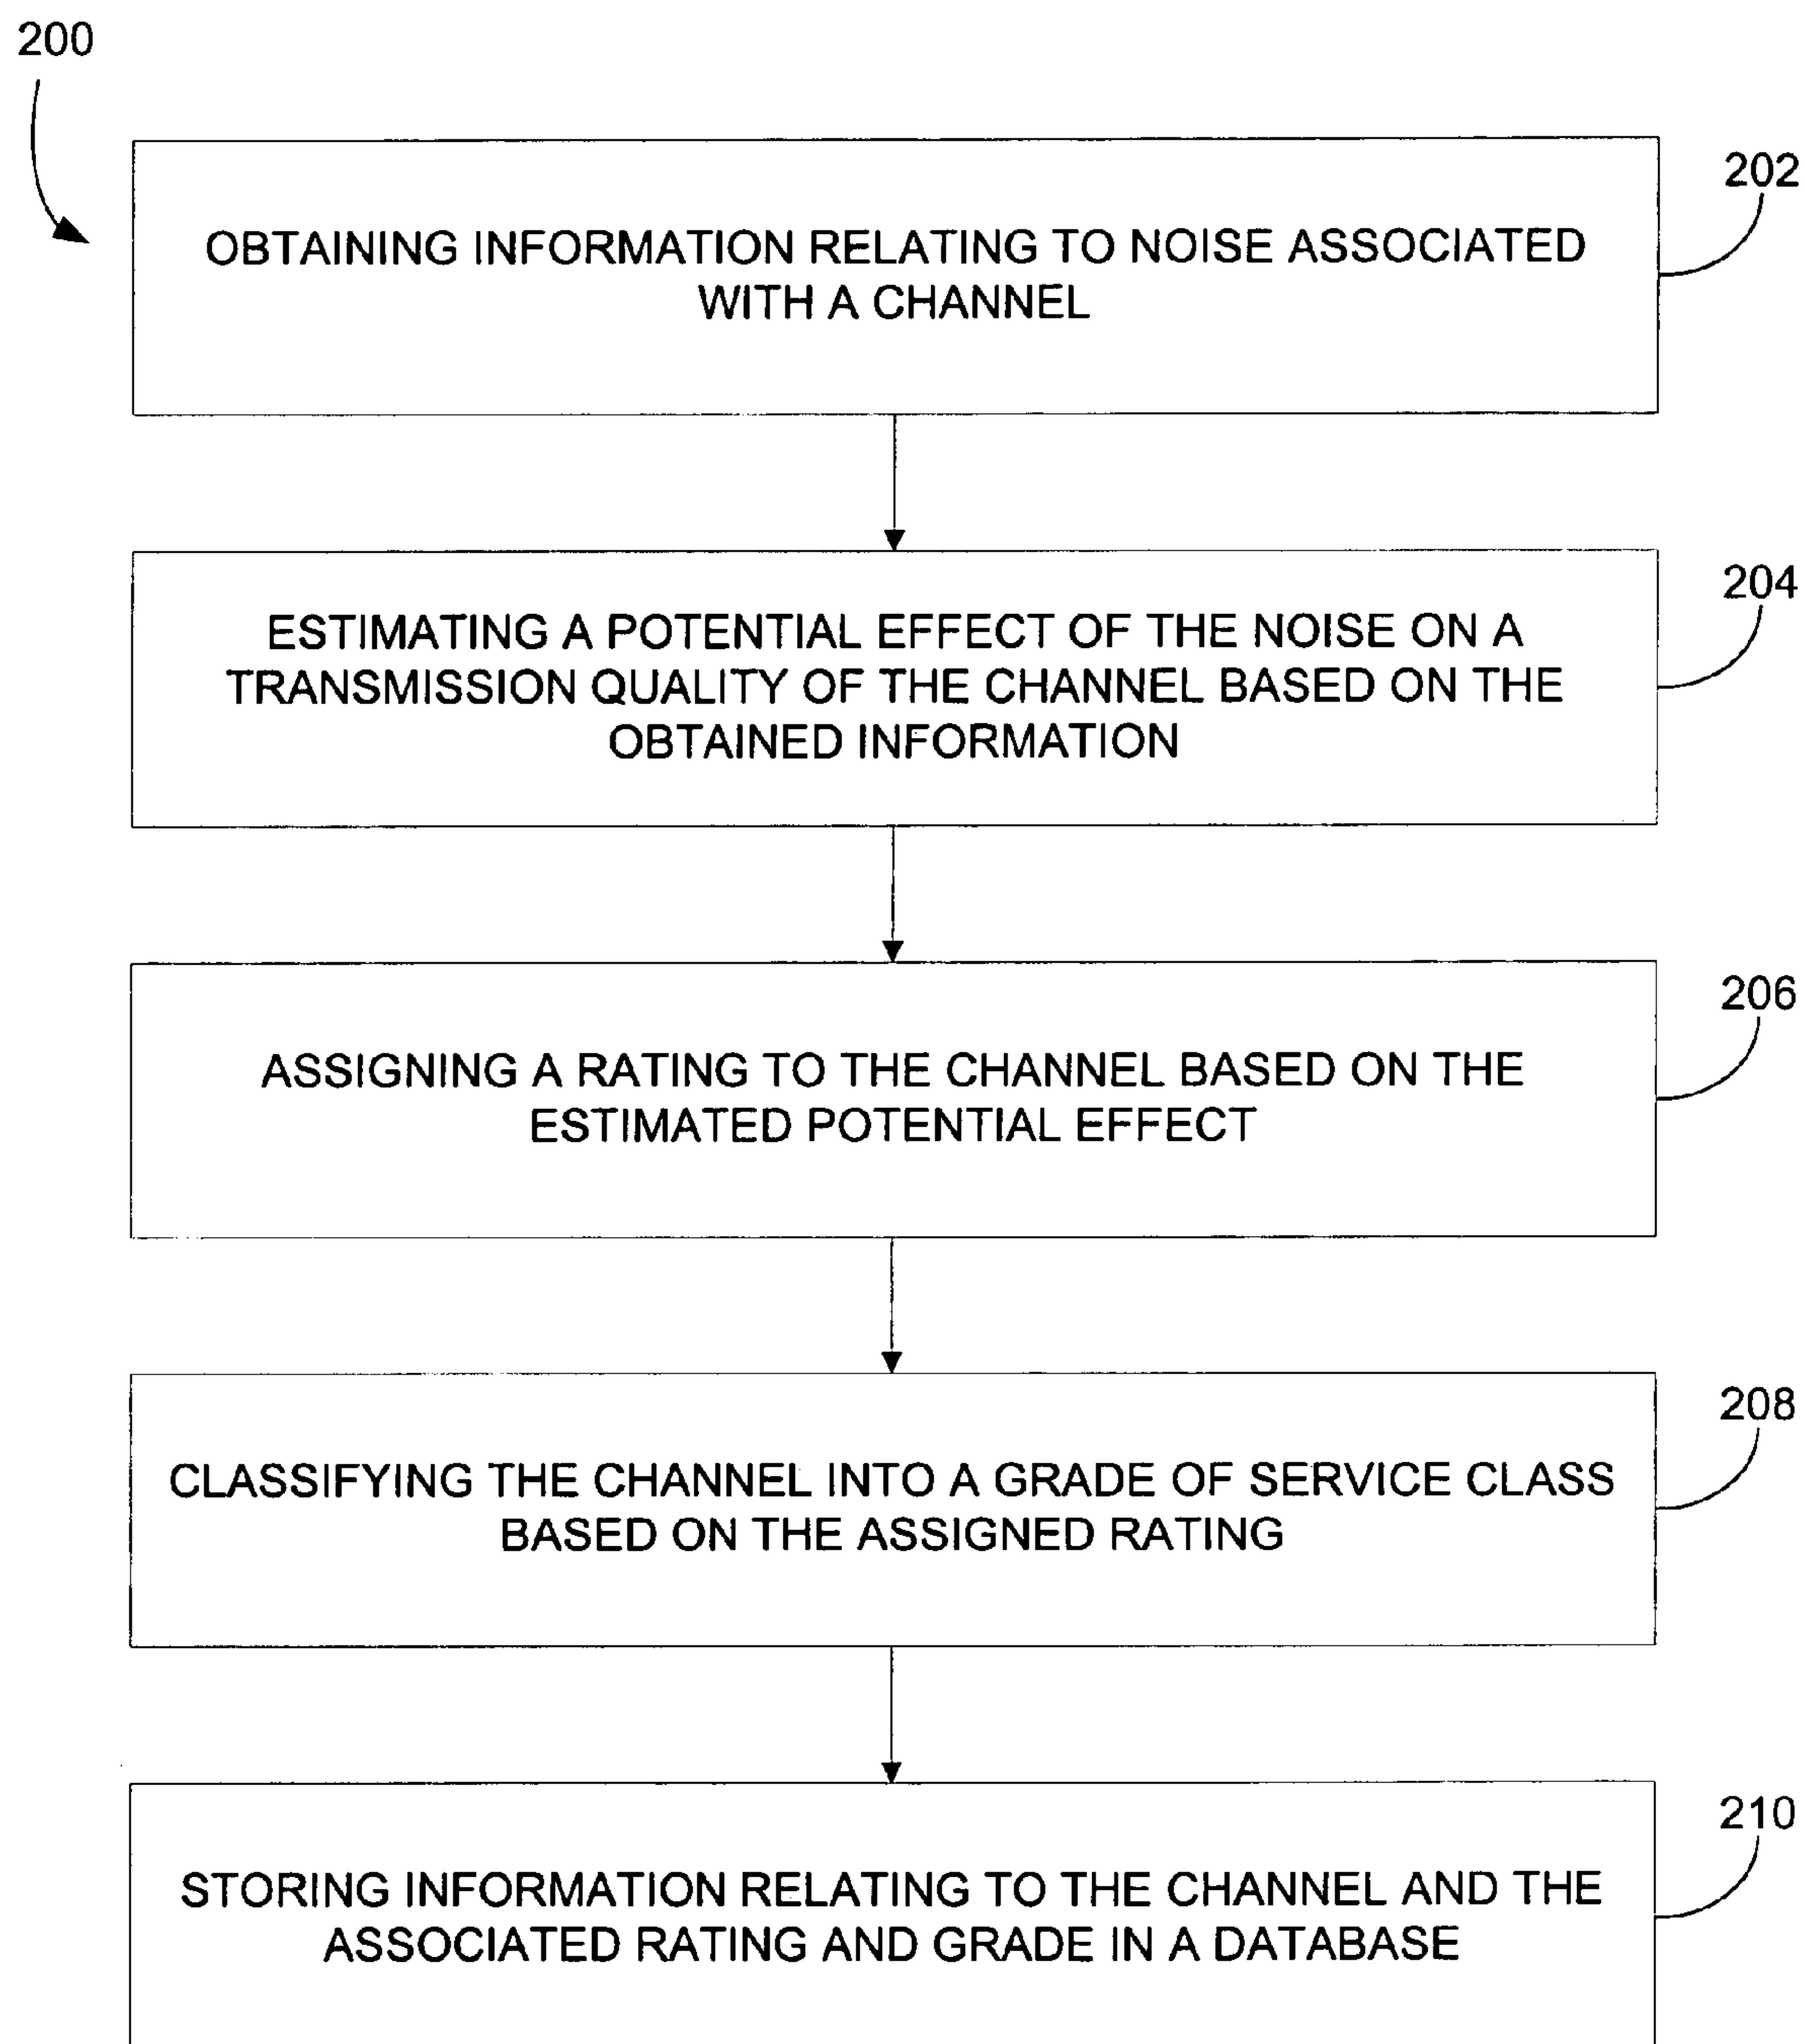 200
202
OBTAINING INFORMATION RELATING TO NOISE ASSOCIATED
WITH A CHANNEL
204
ESTIMATING A POTENTIAL EFFECT OF THE NOISE ON A
TRANSMISSION QUALITY OF THE CHANNEL BASED ON THE
OBTAINED INFORMATION
206
ASSIGNING A RATING TO THE CHANNEL BASED ON THE
ESTIMATED POTENTIAL EFFECT
208
CLASSIFYING THE CHANNEL INTO A GRADE OF SERVICE CLASS
BASED ON THE ASSIGNED RATING
210
STORING INFORMATION RELATING TO THE CHANNEL AND THE
ASSOCIATED RATING AND GRADE IN A DATABASE